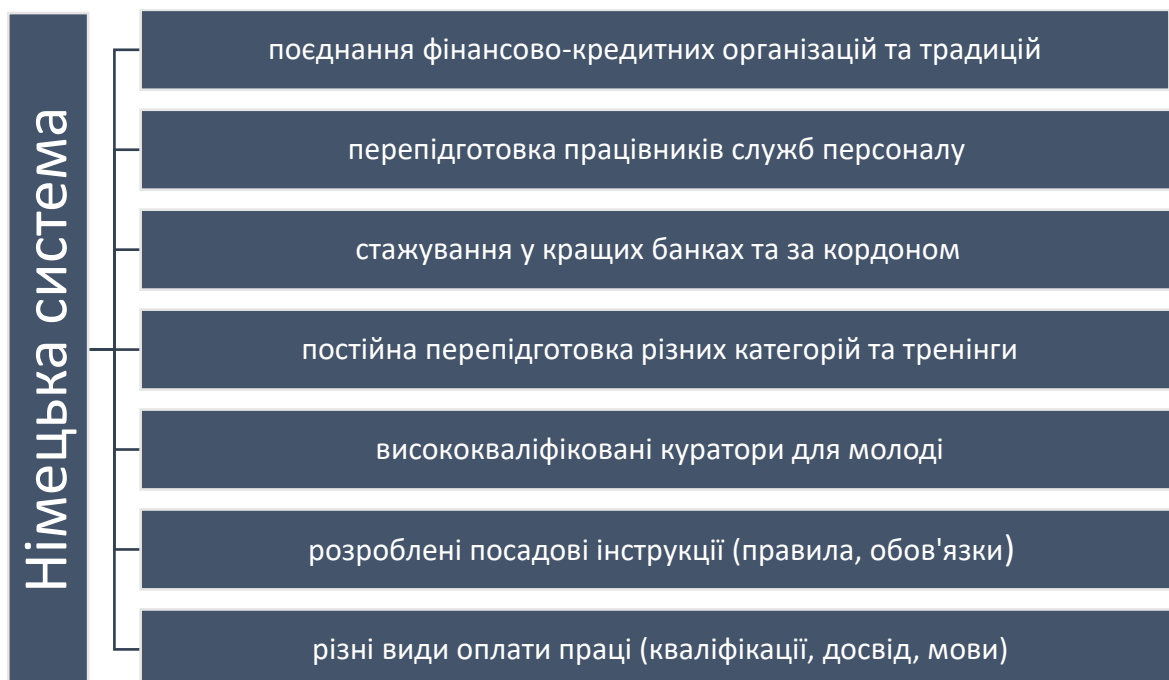 Німецька система
поєднання фінансово-кредитних організацій та традицій
перепідготовка працівників служб персоналу
стажування у кращих банках та за кордоном
постійна перепідготовка різних категорій та тренінги
висококваліфіковані куратори для молоді
розроблені посадові інструкції (правила, обов'язки)
різні види оплати праці (кваліфікації, досвід, мови)